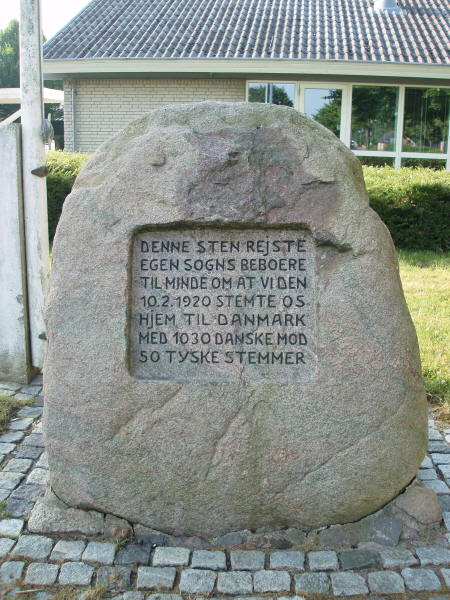 DENNE STEN REJSTE
EGEN SOGNS BEBOERE
TIL MINDE OM AT VI DEN
10.2.1920 STEMTE OS
HJEM TIL DANMARK
MED 1030 DANSKE MOD
50 TYSKE STEMMER